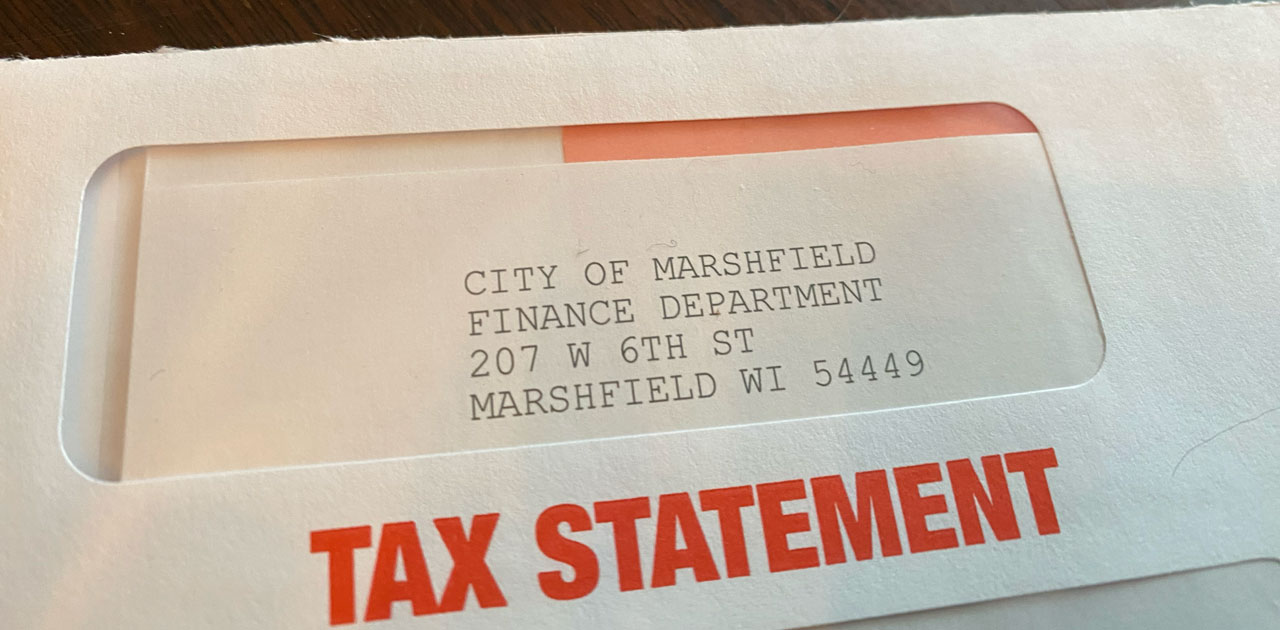 CITY OF MARSHFIELD
FINANCE DEPARTMENT
207 W 6TH ST
MARSHFIELD WI 54449
TAX STATEMENT